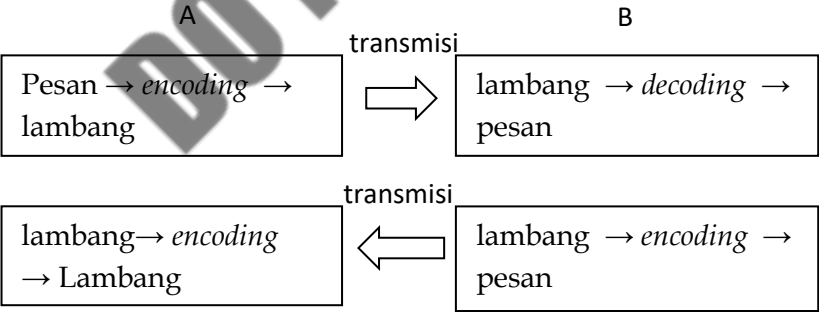 A B
transmisi
Pesan → encoding →
lambang
lambang → decoding →
pesan
transmisi
lambang→ encoding
→ Lambang
lambang → encoding →
pesan